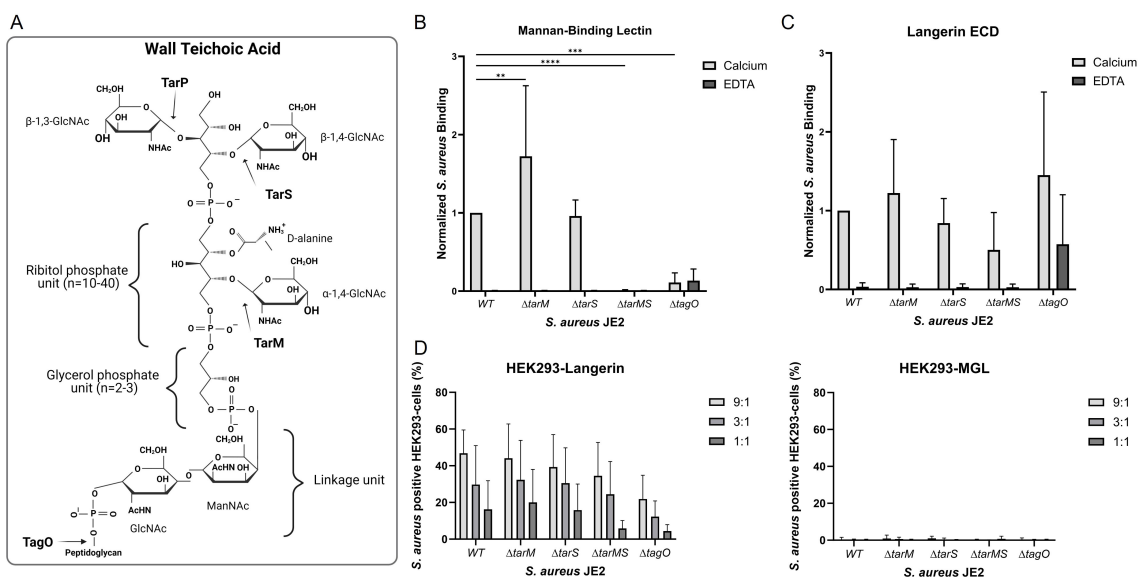 A
Wall Teichoic Acid
TarP
β-1,3-GlcNAc
CH₂OH
O
OH
OH
NHAc
O
OH
OH
O
CH₂OH
O
OH
OH
NHAc
β-1,4-GlcNAc
TarS
O
O=P-O⁻
O
O
NH₃⁺
D-alanine
O
HO
O
CH₂OH
O
OH
OH
NHAc
α-1,4-GlcNAc
Ribitol phosphate
unit (n=10-40)
TarM
O
O=P-O⁻
O
Glycerol phosphate
unit (n=2-3)
OH
O
O-P-O
O⁻
CH₂OH
O
AcHN OH
ManNAc
CH₂OH
O
OH
AcHN
O
GlcNAc
Linkage unit
O
O⁻ P=O
O
TagO
Peptidoglycan
B
Mannan-Binding Lectin
Normalized S. aureus Binding
3
2
1
0
***
****
**
Calcium
EDTA
WT ΔtarM ΔtarS ΔtarMS ΔtagO
S. aureus JE2
C
Langerin ECD
Normalized S. aureus Binding
3
2
1
0
Calcium
EDTA
WT ΔtarM ΔtarS ΔtarMS ΔtagO
S. aureus JE2
D
HEK293-Langerin
S. aureus positive HEK293-cells (%)
80
60
40
20
0
9:1
3:1
1:1
WT ΔtarM ΔtarS ΔtarMS ΔtagO
S. aureus JE2
HEK293-MGL
S. aureus positive HEK293-cells (%)
80
60
40
20
0
9:1
3:1
1:1
WT ΔtarM ΔtarS ΔtarMS ΔtagO
S. aureus JE2